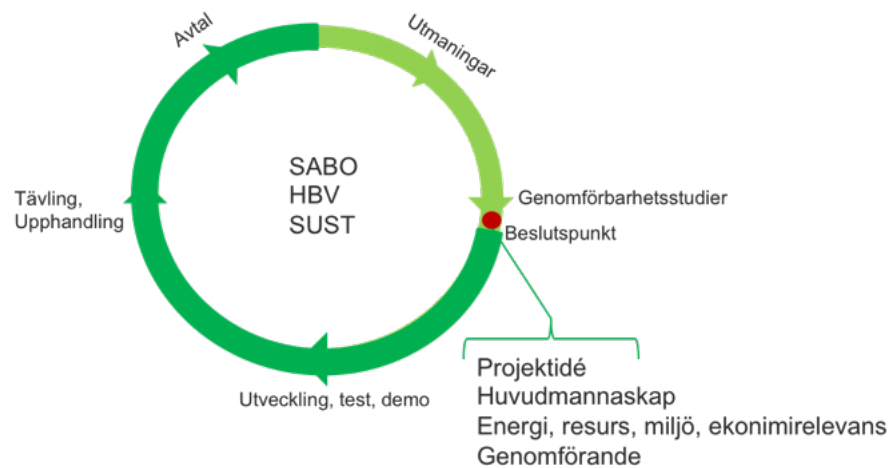 Avtal
Utmaningar
SABO
HBV
SUST
Tävling,
Upphandling
Genomförbarhetsstudier
Beslutspunkt
Utveckling, test, demo
Projektidé
Huvudmannaskap
Energi, resurs, miljö, ekonimirelevans
Genomförande